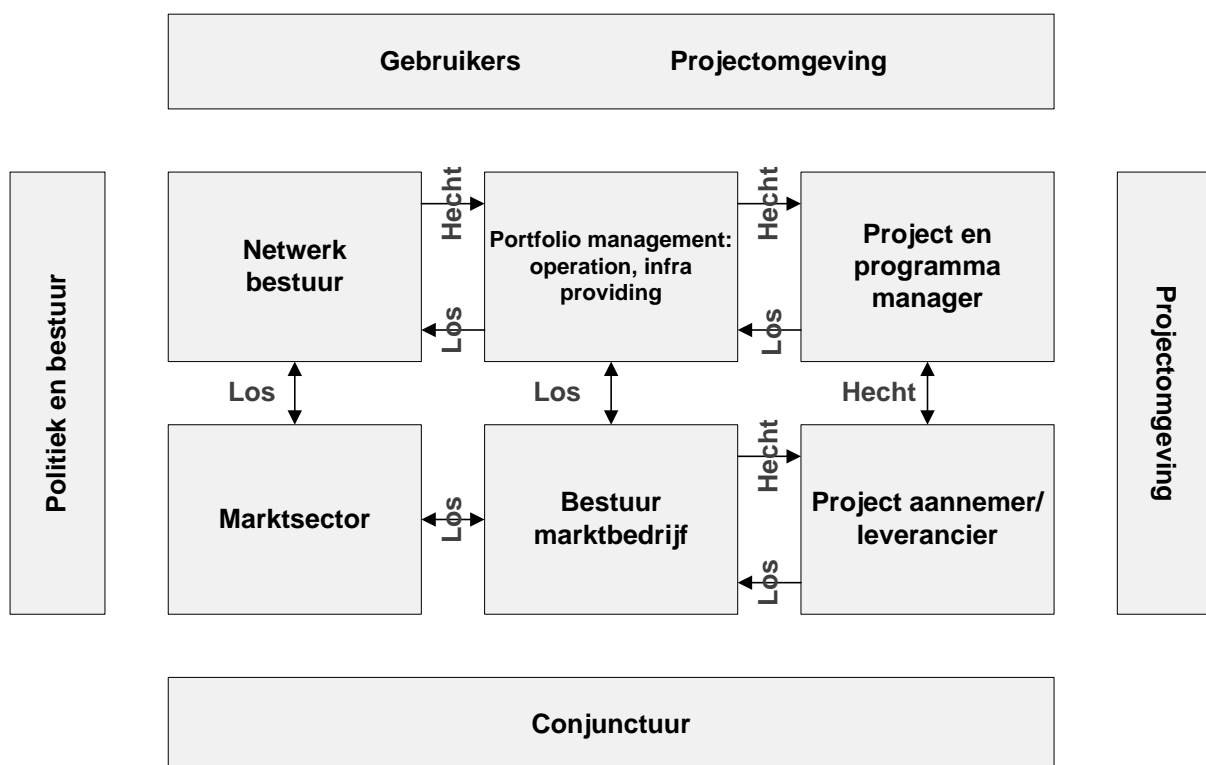 Gebruikers Projectomgeving
Politiek en bestuur
Netwerk
bestuur
Hecht
Los
Portfolio management:
operation, infra
providing
Hecht
Los
Project en
programma
manager
Projectomgeving
Los
Los
Hecht
Marktsector
Los
Bestuur
marktbedrijf
Hecht
Los
Project aannemer/
leverancier
Conjunctuur